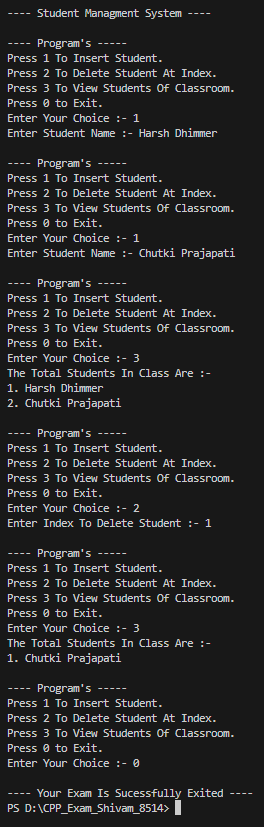 ---- Student Managment System ----
---- Program's -----
Press 1 To Insert Student.
Press 2 To Delete Student At Index.
Press 3 To View Students Of Classroom.
Press 0 to Exit.
Enter Your Choice :- 1
Enter Student Name :- Harsh Dhimmer
---- Program's -----
Press 1 To Insert Student.
Press 2 To Delete Student At Index.
Press 3 To View Students Of Classroom.
Press 0 to Exit.
Enter Your Choice :- 1
Enter Student Name :- Chutki Prajapati
---- Program's -----
Press 1 To Insert Student.
Press 2 To Delete Student At Index.
Press 3 To View Students Of Classroom.
Press 0 to Exit.
Enter Your Choice :- 3
The Total Students In Class Are :-
1. Harsh Dhimmer
2. Chutki Prajapati
---- Program's -----
Press 1 To Insert Student.
Press 2 To Delete Student At Index.
Press 3 To View Students Of Classroom.
Press 0 to Exit.
Enter Your Choice :- 2
Enter Index To Delete Student :- 1
---- Program's -----
Press 1 To Insert Student.
Press 2 To Delete Student At Index.
Press 3 To View Students Of Classroom.
Press 0 to Exit.
Enter Your Choice :- 3
The Total Students In Class Are :-
1. Chutki Prajapati
---- Program's -----
Press 1 To Insert Student.
Press 2 To Delete Student At Index.
Press 3 To View Students Of Classroom.
Press 0 to Exit.
Enter Your Choice :- 0
---- Your Exam Is Sucessfully Exited ----
PS D:\CPP_Exam_Shivam_8514>